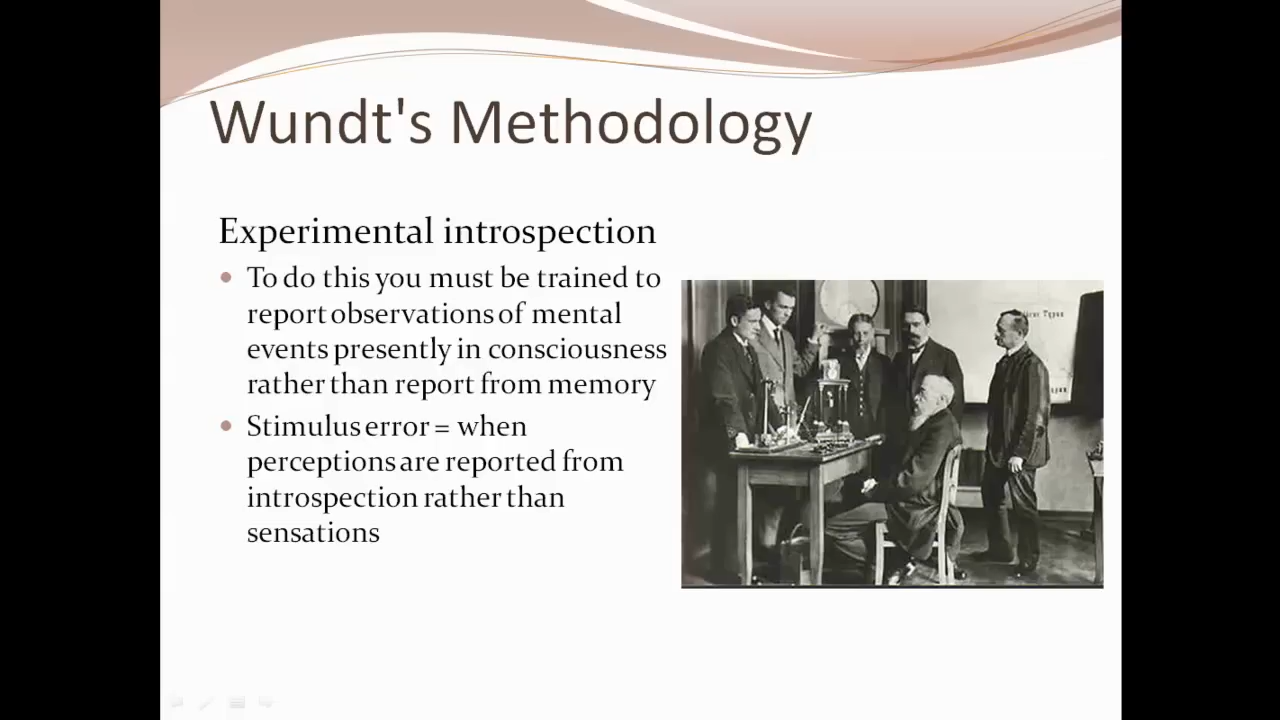 Wundt's Methodology
Experimental introspection
To do this you must be trained to
report observations of mental
events presently in consciousness
rather than report from memory
Stimulus error = when
perceptions are reported from
introspection rather than
sensations
Types